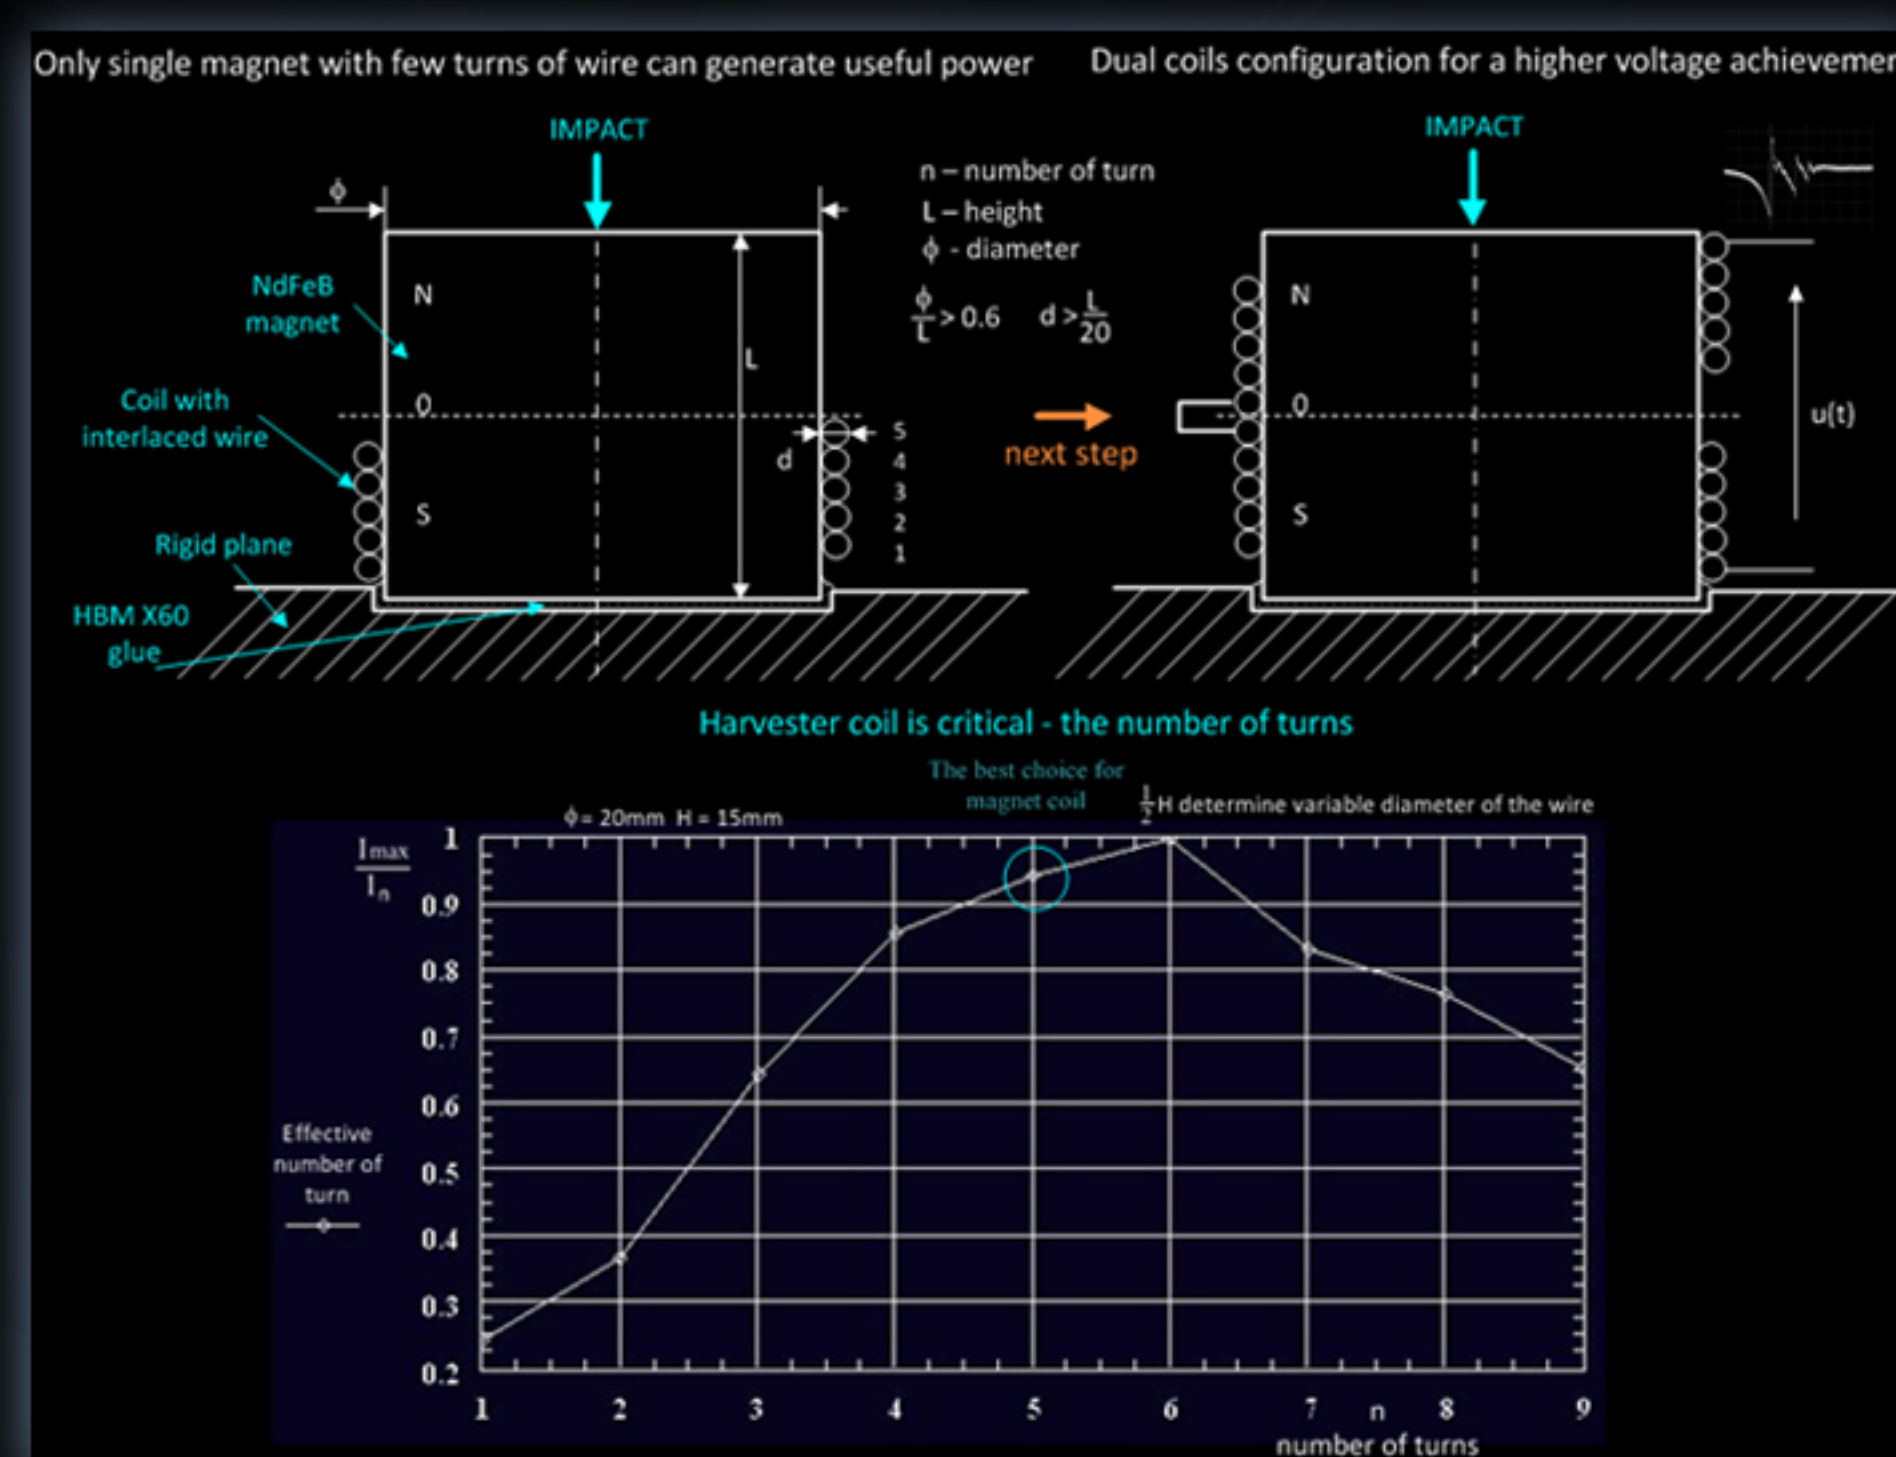 Only single magnet with few turns of wire can generate useful power
Dual coils configuration for a higher voltage achievemen
IMPACT
ϕ
NdFeB
magnet
Coil with
interlaced wire
Rigid plane
HBM X60
glue
N
0
S
L
d
5
4
3
2
1
n – number of turn
L – height
ϕ - diameter
ϕ/L > 0.6 d > L/20
next step
IMPACT
N
0
S
u(t)
Harvester coil is critical - the number of turns
The best choice for
magnet coil
ϕ = 20mm H = 15mm
½H determine variable diameter of the wire
Imax
In
1
0.9
0.8
0.7
0.6
0.5
0.4
0.3
0.2
Effective
number of
turn
1 2 3 4 5 6 7 n 8 9
number of turns